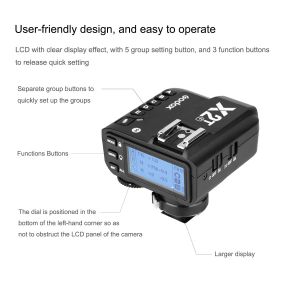 User-friendly design, and easy to operate
LCD with clear display effect, with 5 group setting button, and 3 function buttons
to release quick setting
Separate group buttons to
quickly set up the groups
Godox
X2T
Functions Buttons
The dial is positioned in the
bottom of the left-hand corner so as
not to obstruct the LCD panel of the camera
Larger display